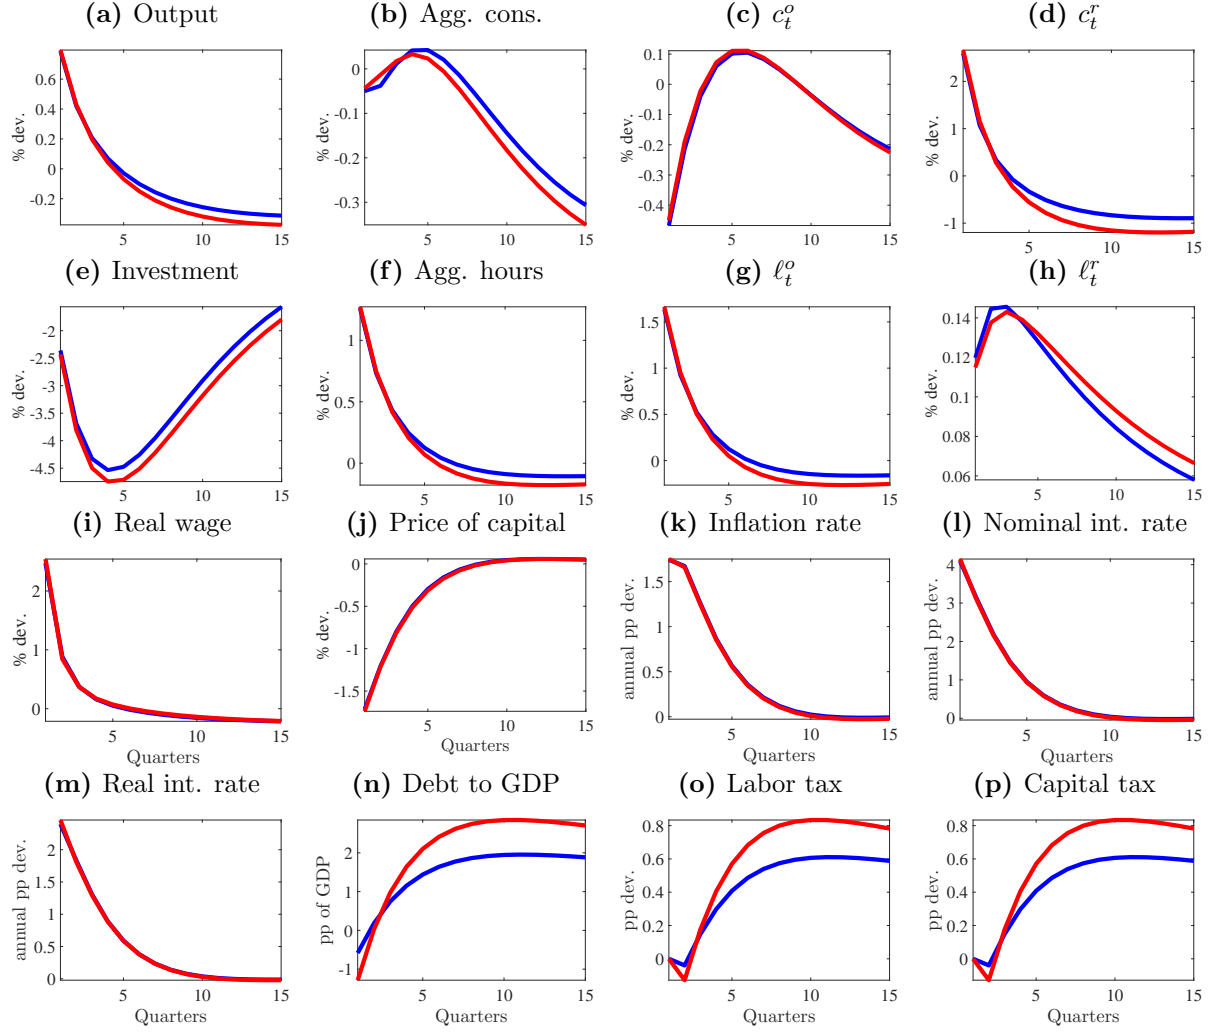 (a) Output
(b) Agg. cons.
(c) $c_t^o$
(d) $c_t^r$
% dev.
0.6
0.4
0.2
0
-0.2
5
10
15
% dev.
0
-0.1
-0.2
-0.3
5
10
15
% dev.
0.1
0
-0.1
-0.2
-0.3
-0.4
5
10
15
% dev.
2
1
0
-1
5
10
15
(e) Investment
(f) Agg. hours
(g) $\ell_t^o$
(h) $\ell_t^r$
% dev.
-2
-2.5
-3
-3.5
-4
-4.5
5
10
15
% dev.
1
0.5
0
5
10
15
% dev.
1.5
1
0.5
0
5
10
15
% dev.
0.14
0.12
0.1
0.08
0.06
5
10
15
(i) Real wage
(j) Price of capital
(k) Inflation rate
(l) Nominal int. rate
% dev.
2
1
0
5
10
15
Quarters
% dev.
0
-0.5
-1
-1.5
5
10
15
Quarters
annual pp dev.
1.5
1
0.5
0
5
10
15
Quarters
annual pp dev.
4
3
2
1
0
5
10
15
Quarters
(m) Real int. rate
(n) Debt to GDP
(o) Labor tax
(p) Capital tax
annual pp dev.
2
1
0
5
10
15
Quarters
pp of GDP
2
1
0
-1
5
10
15
Quarters
pp dev.
0.8
0.6
0.4
0.2
0
5
10
15
Quarters
pp dev.
0.8
0.6
0.4
0.2
0
5
10
15
Quarters